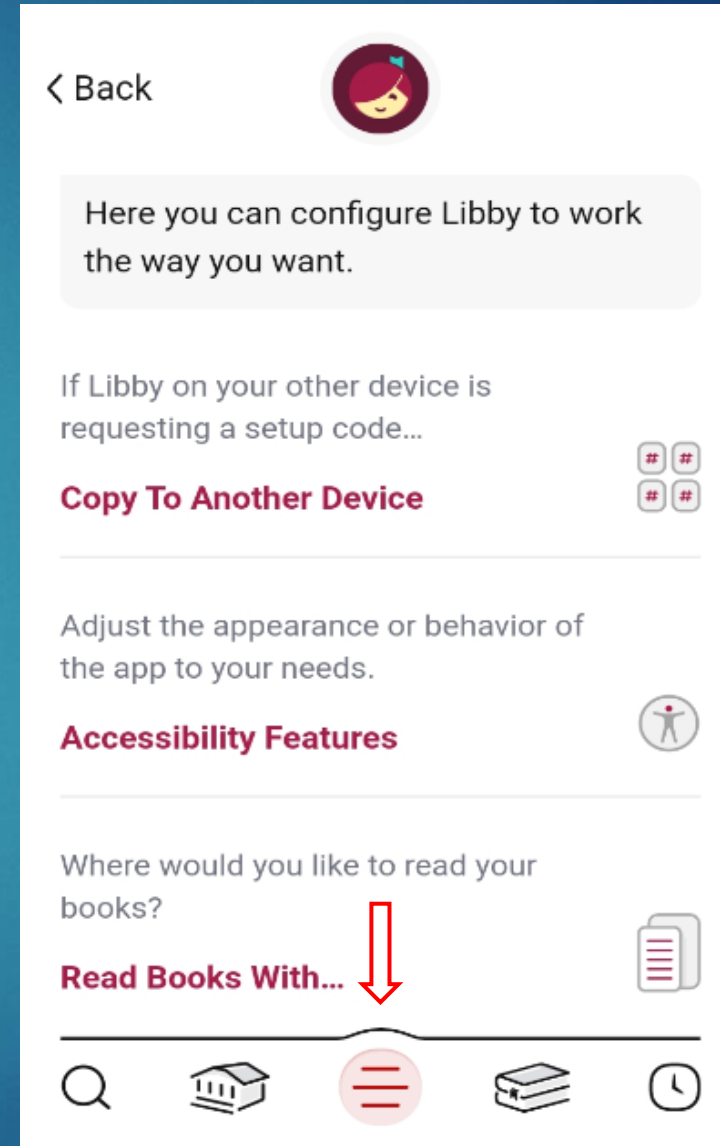 Back
Here you can configure Libby to work
the way you want.
If Libby on your other device is
requesting a setup code...
Copy To Another Device
# #
# #
Adjust the appearance or behavior of
the app to your needs.
Accessibility Features
Where would you like to read your
books?
Read Books With...